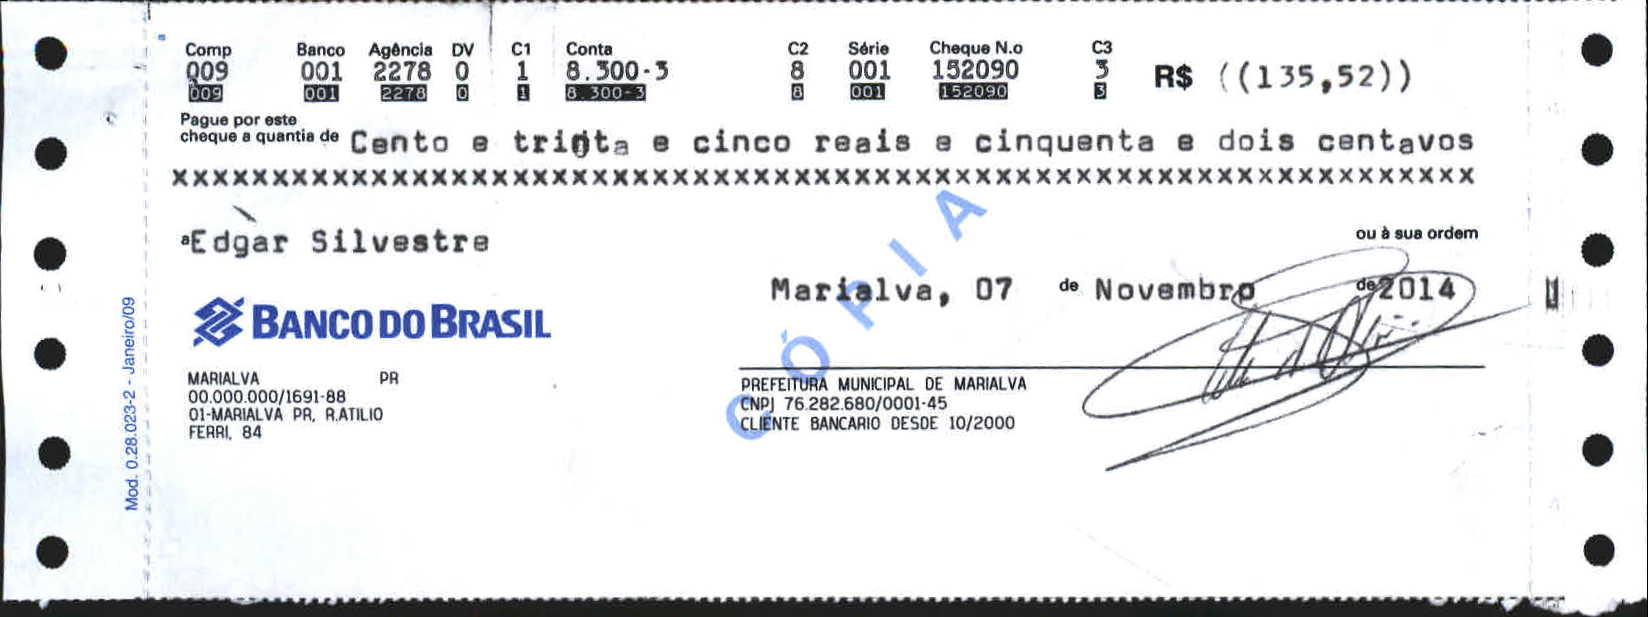 Comp Banco Agência DV C1 Conta C2 Série Cheque N.o C3
009 001 2278 0 1 8.300-3 8 001 152090 3 R$ ((135,52))
009 001 2278 0 1 8.300-3 8 001 152090 3
Pague por este
cheque a quantia de Cento e trinta e cinco reais e cinquenta e dois centavos
xxxxxxxxxxxxxxxxxxxxxxxxxxxxxxxxxxxxxxxxxxxxxxxxxxxxxxxxxxxxxxxxx
a Edgar Silvestre
ou à sua ordem
Marialva, 07 de Novembro de 2014
BANCO DO BRASIL
MARIALVA PR
00.000.000/1691-88
01-MARIALVA PR, R.ATILIO
FERRI, 84
PREFEITURA MUNICIPAL DE MARIALVA
CNPJ 76.282.680/0001-45
CLIENTE BANCARIO DESDE 10/2000
CÓPIA
Mod. 0.28.023-2 - Janeiro/09